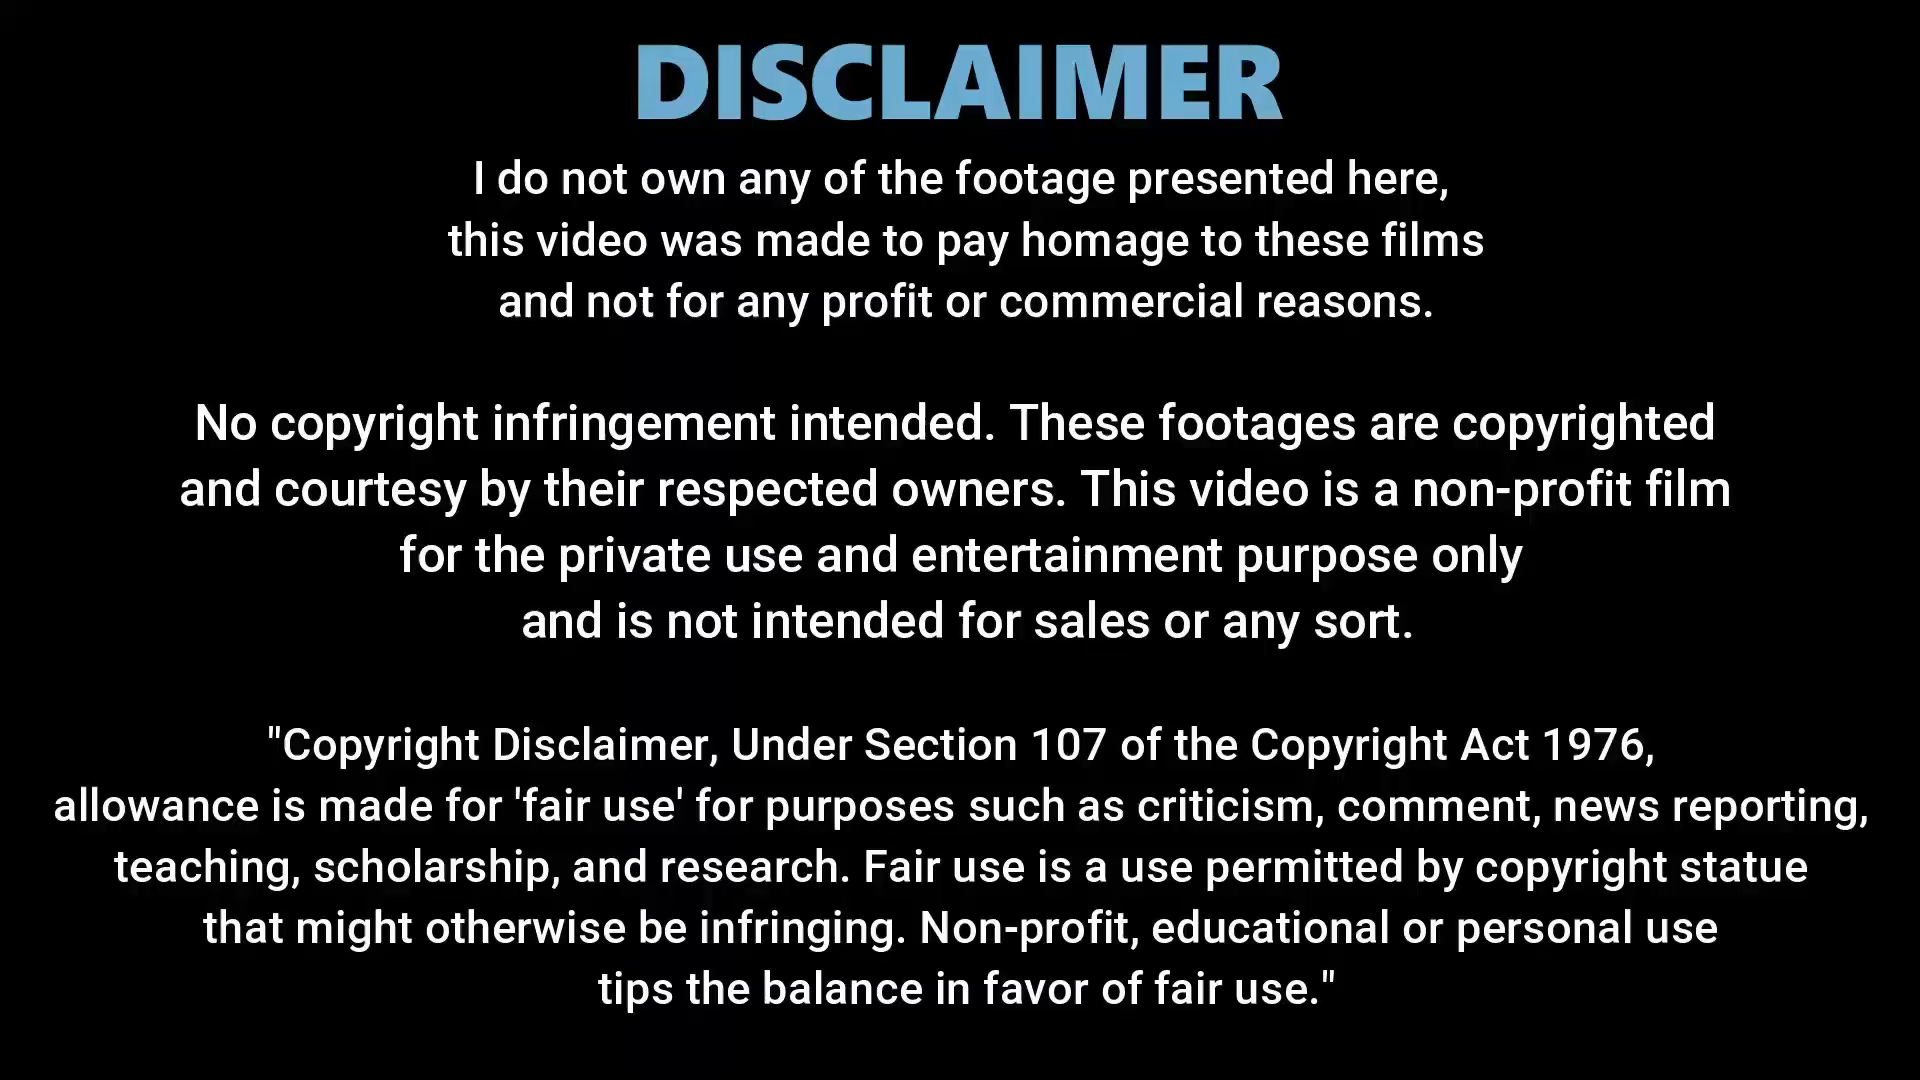 DISCLAIMER
I do not own any of the footage presented here,
this video was made to pay homage to these films
and not for any profit or commercial reasons.
No copyright infringement intended. These footages are copyrighted
and courtesy by their respected owners. This video is a non-profit film
for the private use and entertainment purpose only
and is not intended for sales or any sort.
"Copyright Disclaimer, Under Section 107 of the Copyright Act 1976,
allowance is made for 'fair use' for purposes such as criticism, comment, news reporting,
teaching, scholarship, and research. Fair use is a use permitted by copyright statue
that might otherwise be infringing. Non-profit, educational or personal use
tips the balance in favor of fair use."